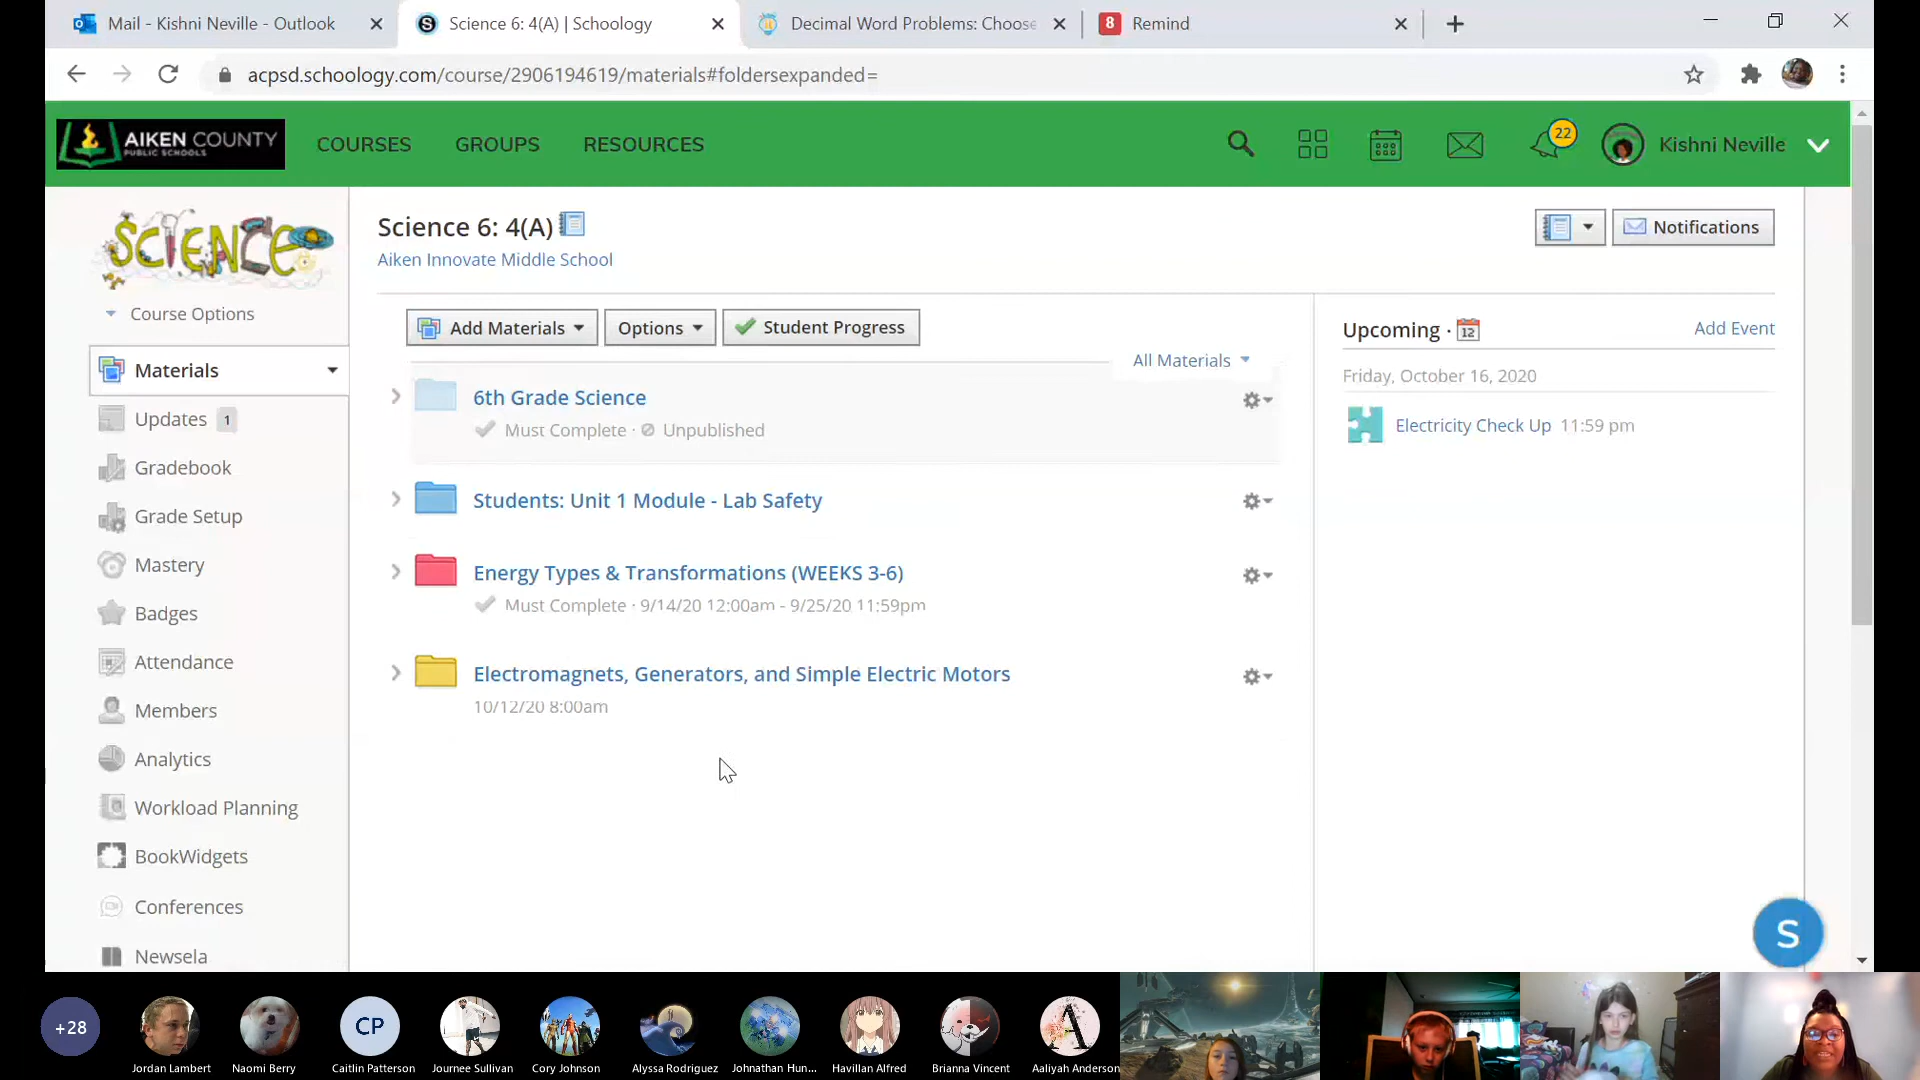 Mail - Kishni Neville - Outlook
Science 6: 4(A) | Schoology
Decimal Word Problems: Choose
8 Remind
acpsd.schoology.com/course/2906194619/materials#foldersexpanded=
AIKEN COUNTY
PUBLIC SCHOOLS
COURSES
GROUPS
RESOURCES
22
Kishni Neville
SCIENCE
Course Options
Materials
Updates 1
Gradebook
Grade Setup
Mastery
Badges
Attendance
Members
Analytics
Workload Planning
BookWidgets
Conferences
Newsela
Science 6: 4(A)
Aiken Innovate Middle School
Notifications
Add Materials
Options
Student Progress
All Materials
6th Grade Science
Must Complete · Unpublished
Students: Unit 1 Module - Lab Safety
Energy Types & Transformations (WEEKS 3-6)
Must Complete · 9/14/20 12:00am - 9/25/20 11:59pm
Electromagnets, Generators, and Simple Electric Motors
10/12/20 8:00am
Upcoming · 12
Add Event
Friday, October 16, 2020
Electricity Check Up 11:59 pm
S
+28
CP
A
Jordan Lambert
Naomi Berry
Caitlin Patterson
Journee Sullivan
Cory Johnson
Alyssa Rodriguez
Johnathan Hun...
Havillan Alfred
Brianna Vincent
Aaliyah Anderson